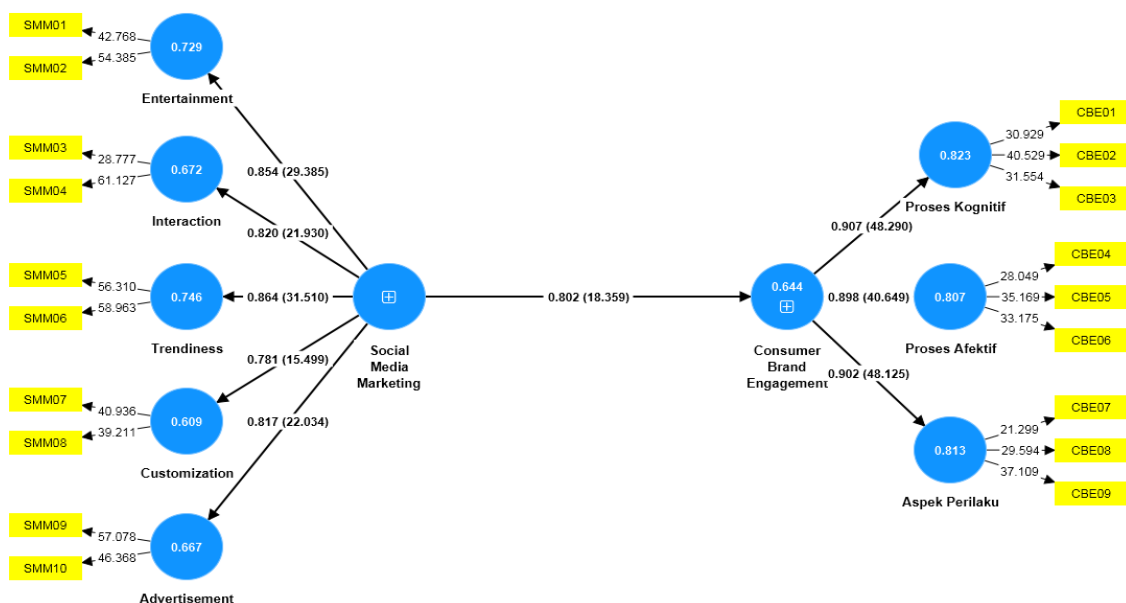 SMM01
42.768
0.729
54.385
SMM02
Entertainment
SMM03
28.777
0.672
61.127
SMM04
Interaction
SMM05
56.310
0.746
58.963
SMM06
Trendiness
SMM07
40.936
0.609
39.211
SMM08
Customization
SMM09
57.078
0.667
46.368
SMM10
Advertisement
0.854 (29.385)
0.820 (21.930)
0.864 (31.510)
0.781 (15.499)
0.817 (22.034)
Social
Media
Marketing
0.802 (18.359)
0.644
Consumer
Brand
Engagement
0.907 (48.290)
0.898 (40.649)
0.902 (48.125)
0.823
Proses Kognitif
30.929
CBE01
40.529
CBE02
31.554
CBE03
0.807
Proses Afektif
28.049
CBE04
35.169
CBE05
33.175
CBE06
0.813
Aspek Perilaku
21.299
CBE07
29.594
CBE08
37.109
CBE09